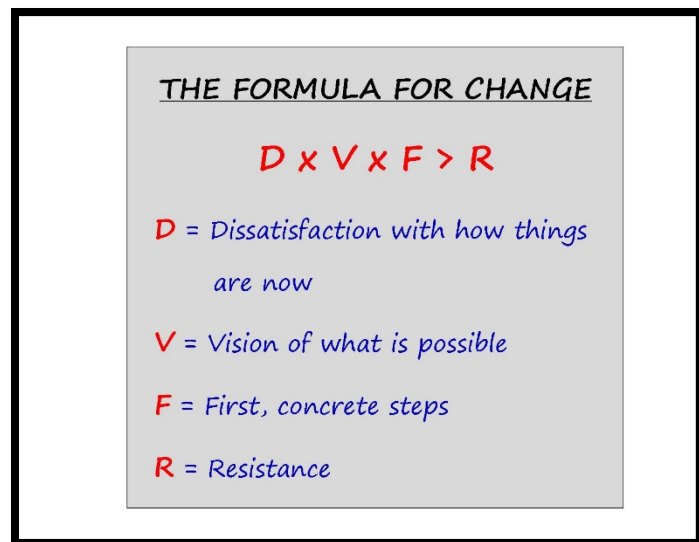 THE FORMULA FOR CHANGE
D x V x F > R
D = Dissatisfaction with how things
are now
V = Vision of what is possible
F = First, concrete steps
R = Resistance